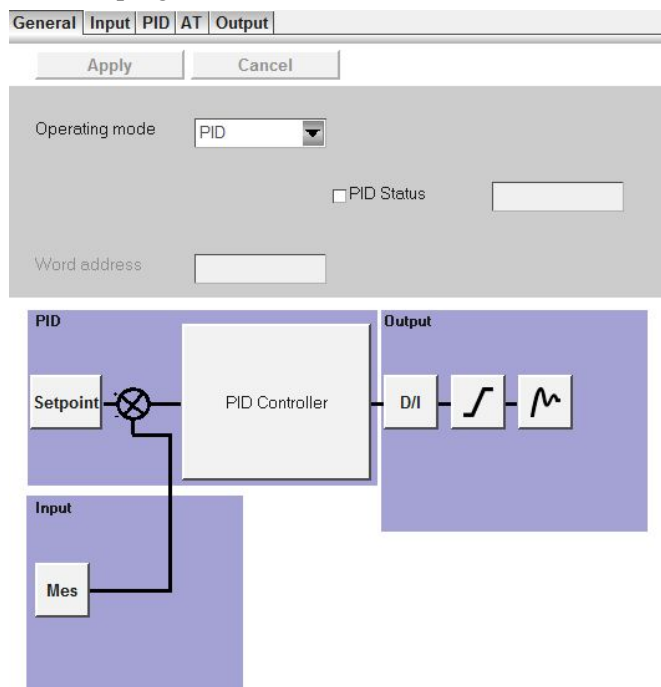 General Input PID AT Output
Apply Cancel
Operating mode PID
PID Status
Word address
PID Output
Setpoint PID Controller D/I
Input
Mes